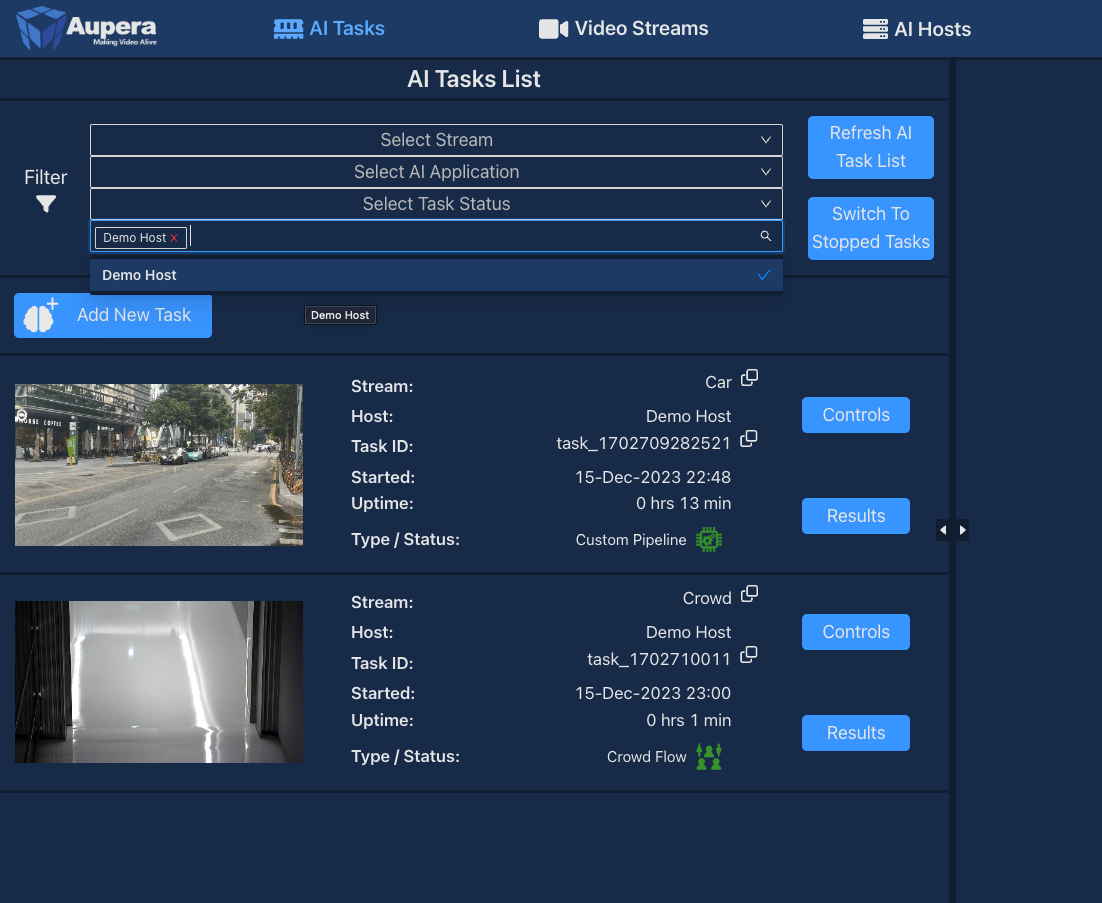 Aupera
Making Video Alive
AI Tasks
Video Streams
AI Hosts
AI Tasks List
Filter
Select Stream
Select AI Application
Select Task Status
Demo Host x
Demo Host
Refresh AI
Task List
Switch To
Stopped Tasks
Add New Task
Demo Host
Stream: Car
Host: Demo Host
Task ID: task_1702709282521
Started: 15-Dec-2023 22:48
Uptime: 0 hrs 13 min
Type / Status: Custom Pipeline
Controls
Results
Stream: Crowd
Host: Demo Host
Task ID: task_1702710011
Started: 15-Dec-2023 23:00
Uptime: 0 hrs 1 min
Type / Status: Crowd Flow
Controls
Results